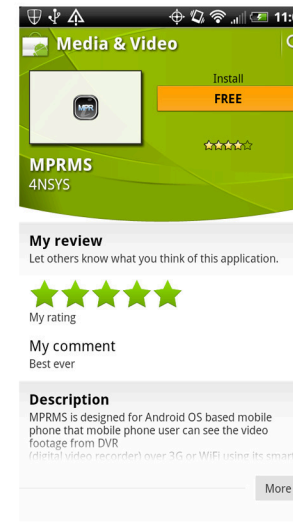 11:
Media & Video
Install
FREE
MPR
MPRMS
4NSYS
My review
Let others know what you think of this application.
My rating
My comment
Best ever
Description
MPRMS is designed for Android OS based mobile
phone that mobile phone user can see the video
footage from DVR
(digital video recorder) over 3G or WiFi using its smart
More